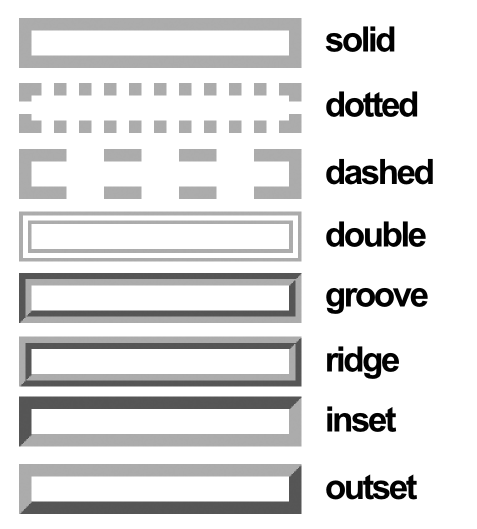 solid
dotted
dashed
double
groove
ridge
inset
outset